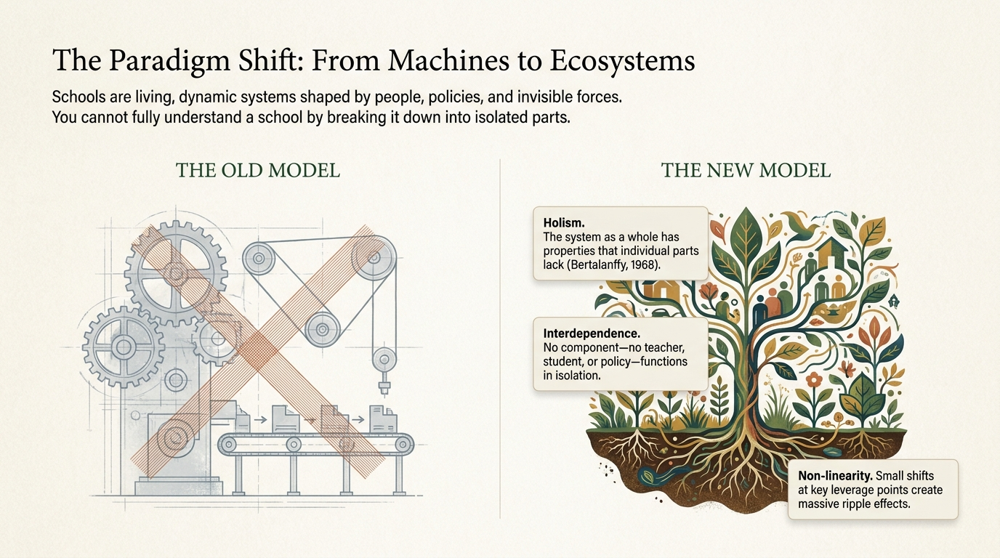 The Paradigm Shift: From Machines to Ecosystems
Schools are living, dynamic systems shaped by people, policies, and invisible forces.
You cannot fully understand a school by breaking it down into isolated parts.
THE OLD MODEL
THE NEW MODEL
Holism.
The system as a whole has
properties that individual parts
lack (Bertalanffy, 1968).
Interdependence.
No component—no teacher,
student, or policy—functions
in isolation.
Non-linearity. Small shifts
at key leverage points create
massive ripple effects.